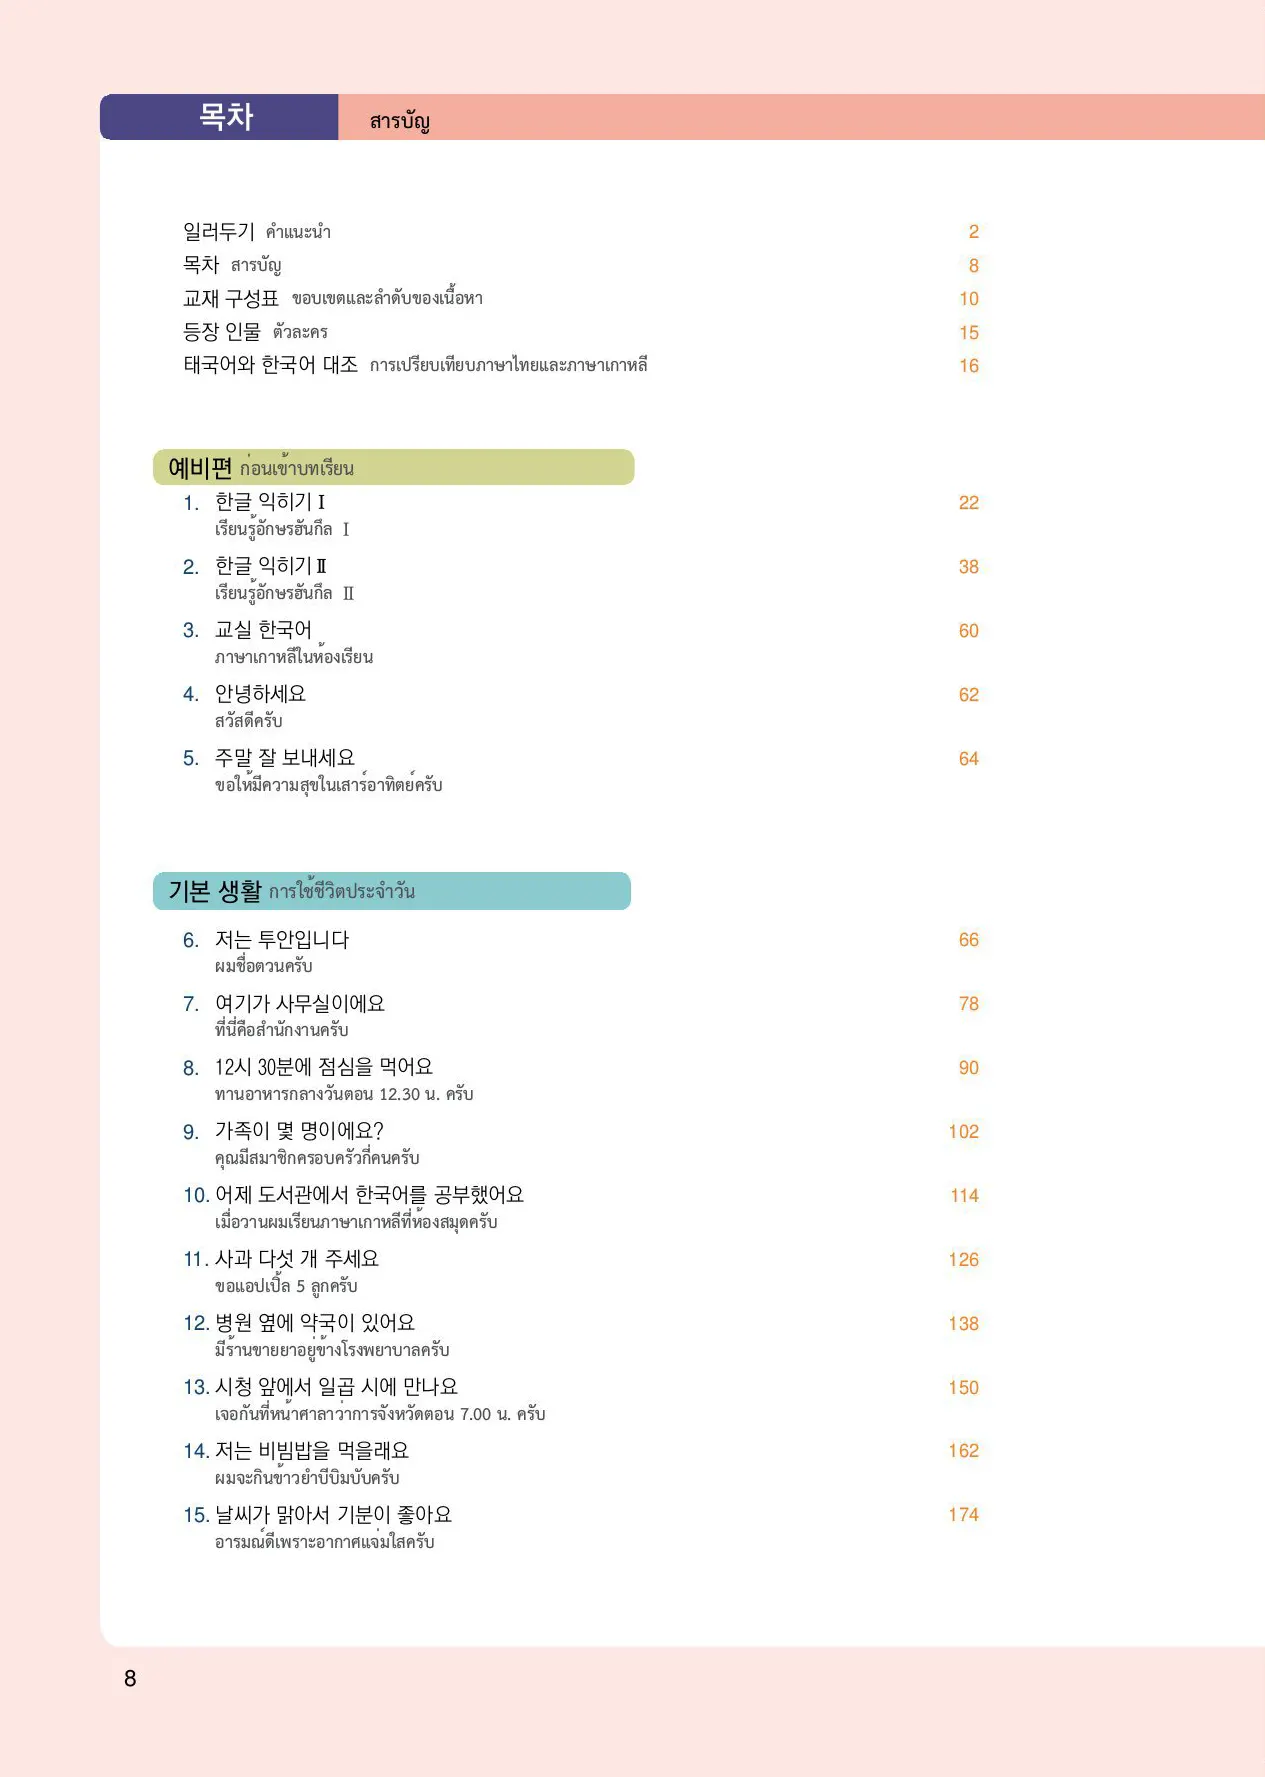 목차 สารบัญ
일러두기 คำแนะนำ 2
목차 สารบัญ 8
교재 구성표 ขอบเขตและลำดับของเนื้อหา 10
등장 인물 ตัวละคร 15
태국어와 한국어 대조 การเปรียบเทียบภาษาไทยและภาษาเกาหลี 16
예비편 ก่อนเข้าบทเรียน
1. 한글 익히기 Ⅰ 22
เรียนรู้อักษรฮันกึล Ⅰ
2. 한글 익히기 Ⅱ 38
เรียนรู้อักษรฮันกึล Ⅱ
3. 교실 한국어 60
ภาษาเกาหลีในห้องเรียน
4. 안녕하세요 62
สวัสดีครับ
5. 주말 잘 보내세요 64
ขอให้มีความสุขในเสาร์อาทิตย์ครับ
기본 생활 การใช้ชีวิตประจำวัน
6. 저는 투안입니다 66
ผมชื่อตวนครับ
7. 여기가 사무실이에요 78
ที่นี่คือสำนักงานครับ
8. 12시 30분에 점심을 먹어요 90
ทานอาหารกลางวันตอน 12.30 น. ครับ
9. 가족이 몇 명이에요? 102
คุณมีสมาชิกครอบครัวกี่คนครับ
10. 어제 도서관에서 한국어를 공부했어요 114
เมื่อวานผมเรียนภาษาเกาหลีที่ห้องสมุดครับ
11. 사과 다섯 개 주세요 126
ขอแอปเปิ้ล 5 ลูกครับ
12. 병원 옆에 약국이 있어요 138
มีร้านขายยาอยู่ข้างโรงพยาบาลครับ
13. 시청 앞에서 일곱 시에 만나요 150
เจอกันที่หน้าศาลาว่าการจังหวัดตอน 7.00 น. ครับ
14. 저는 비빔밥을 먹을래요 162
ผมจะกินข้าวยำบีบิมบับครับ
15. 날씨가 맑아서 기분이 좋아요 174
อารมณ์ดีเพราะอากาศแจ่มใสครับ
8